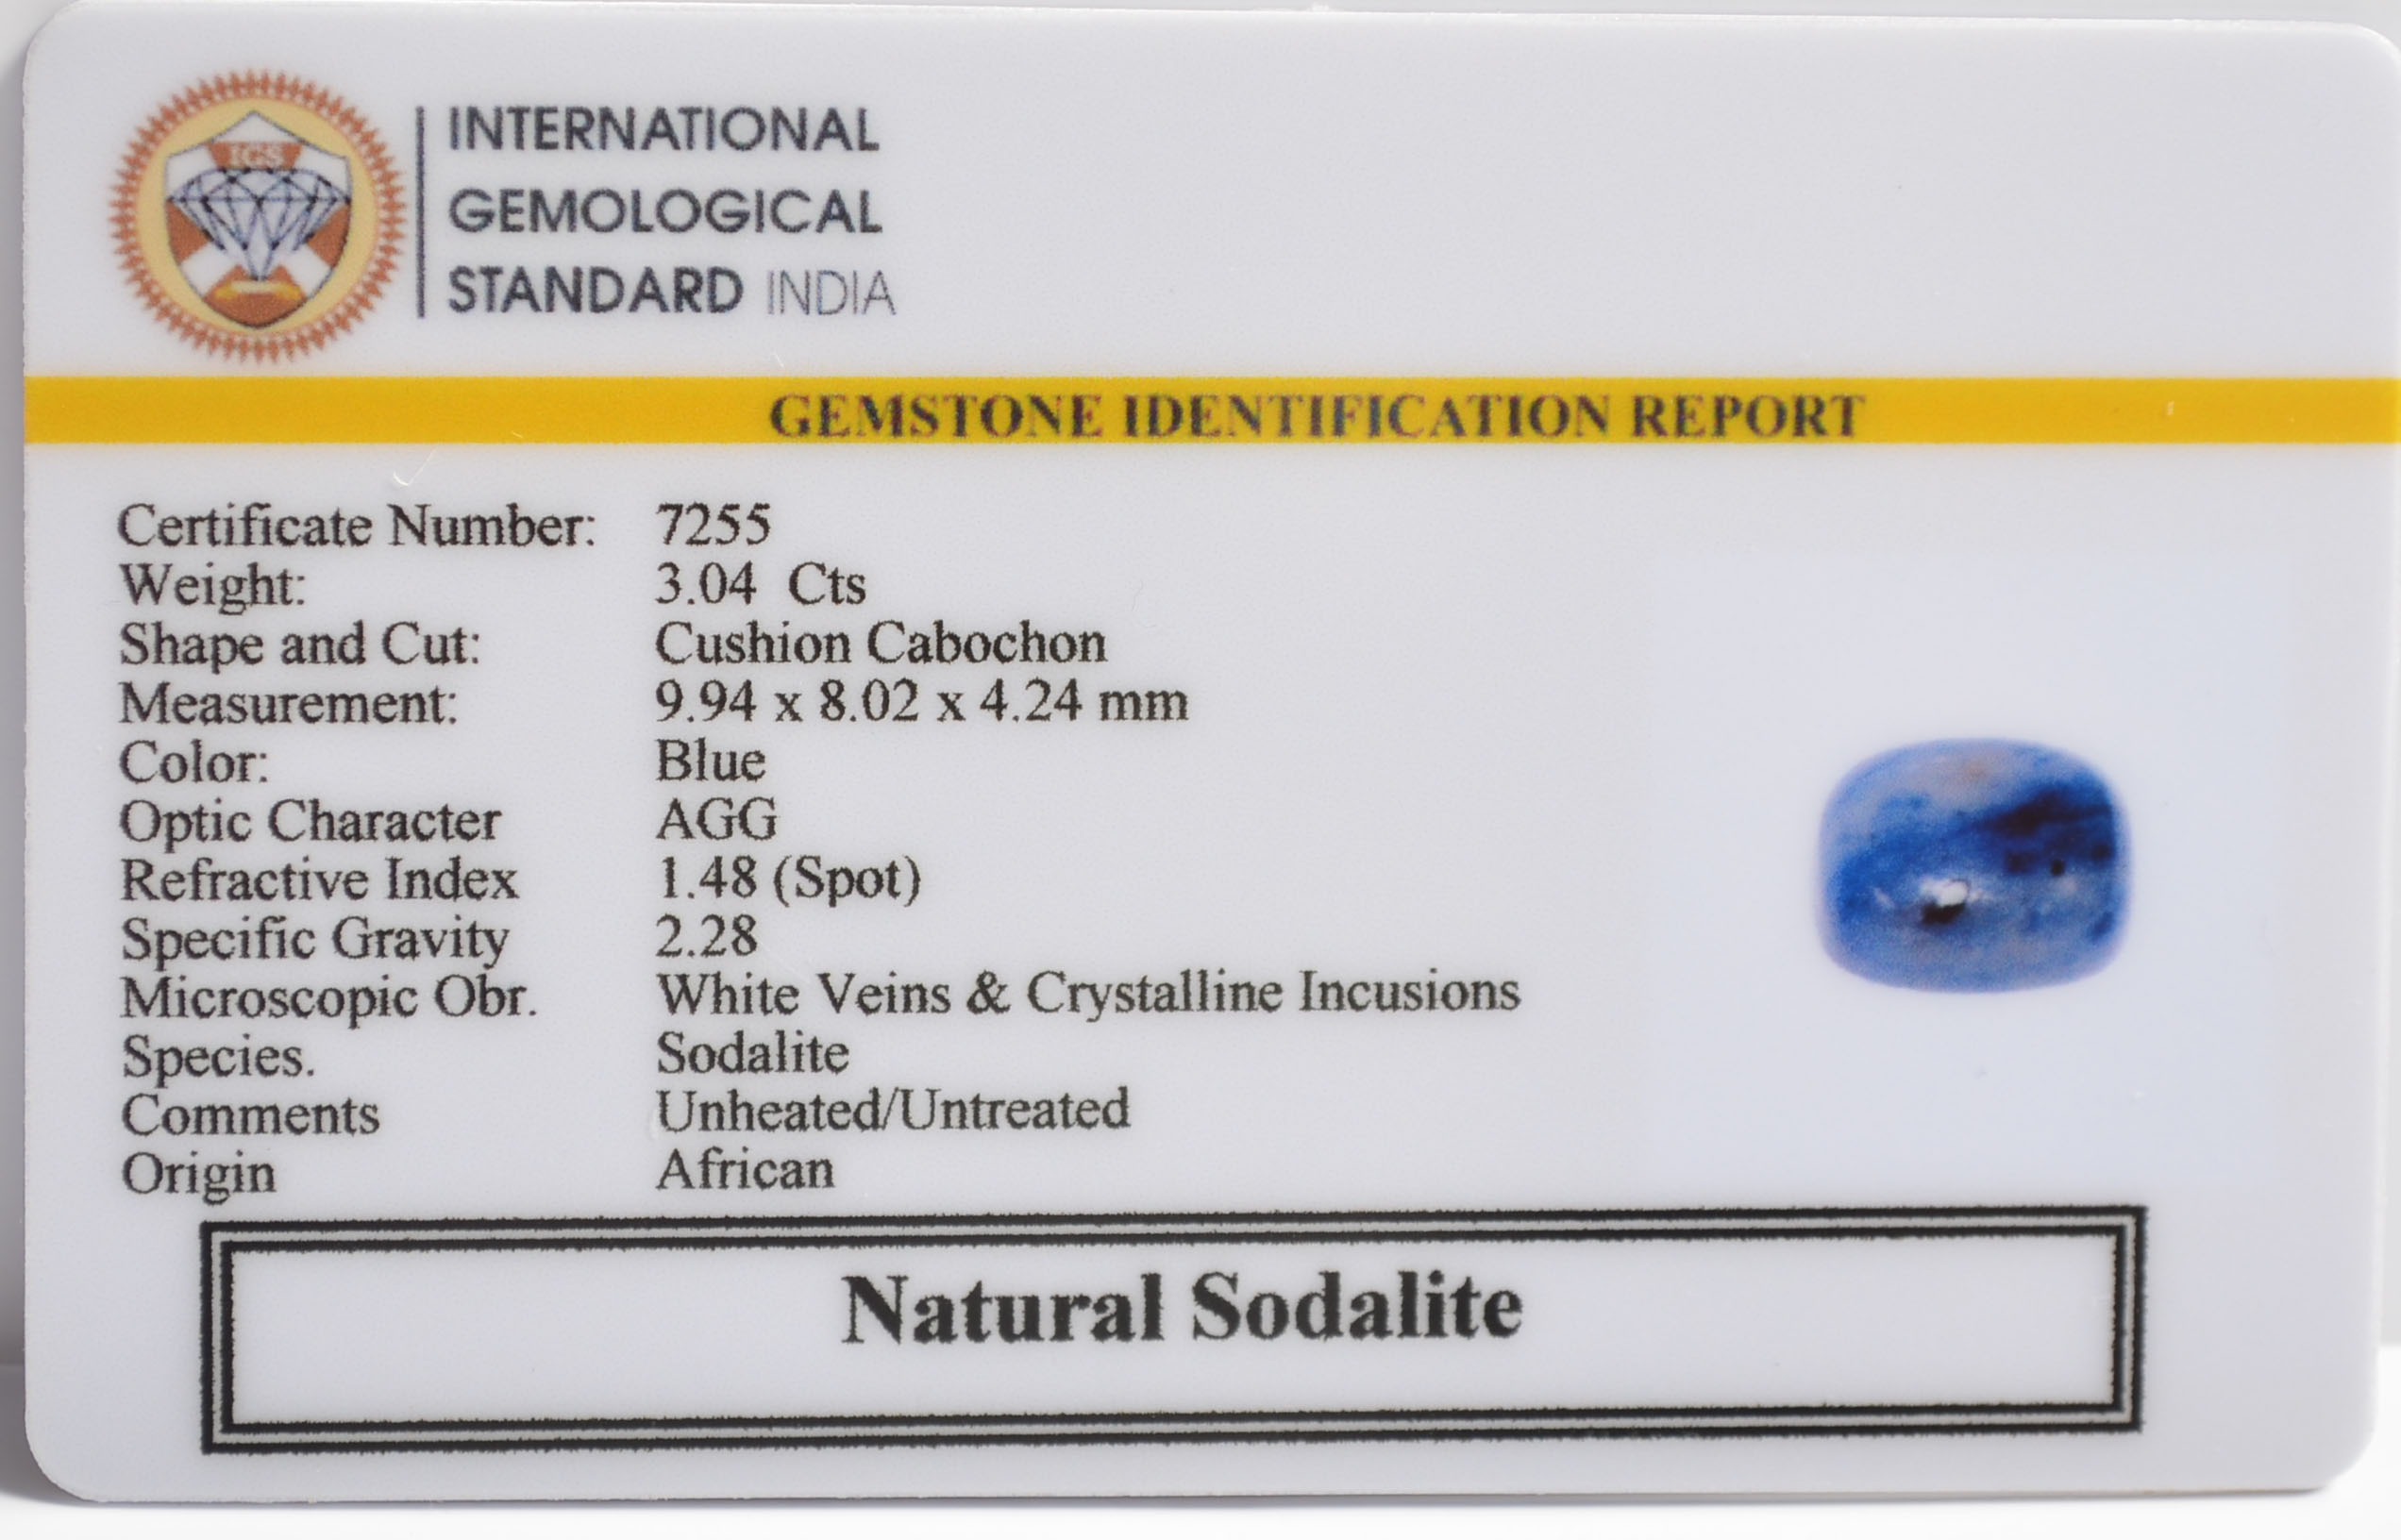 IGS
INTERNATIONAL
GEMOLOGICAL
STANDARD INDIA
GEMSTONE IDENTIFICATION REPORT
Certificate Number: 7255
Weight: 3.04 Cts
Shape and Cut: Cushion Cabochon
Measurement: 9.94 x 8.02 x 4.24 mm
Color: Blue
Optic Character AGG
Refractive Index 1.48 (Spot)
Specific Gravity 2.28
Microscopic Obr. White Veins & Crystalline Incusions
Species. Sodalite
Comments Unheated/Untreated
Origin African
Natural Sodalite